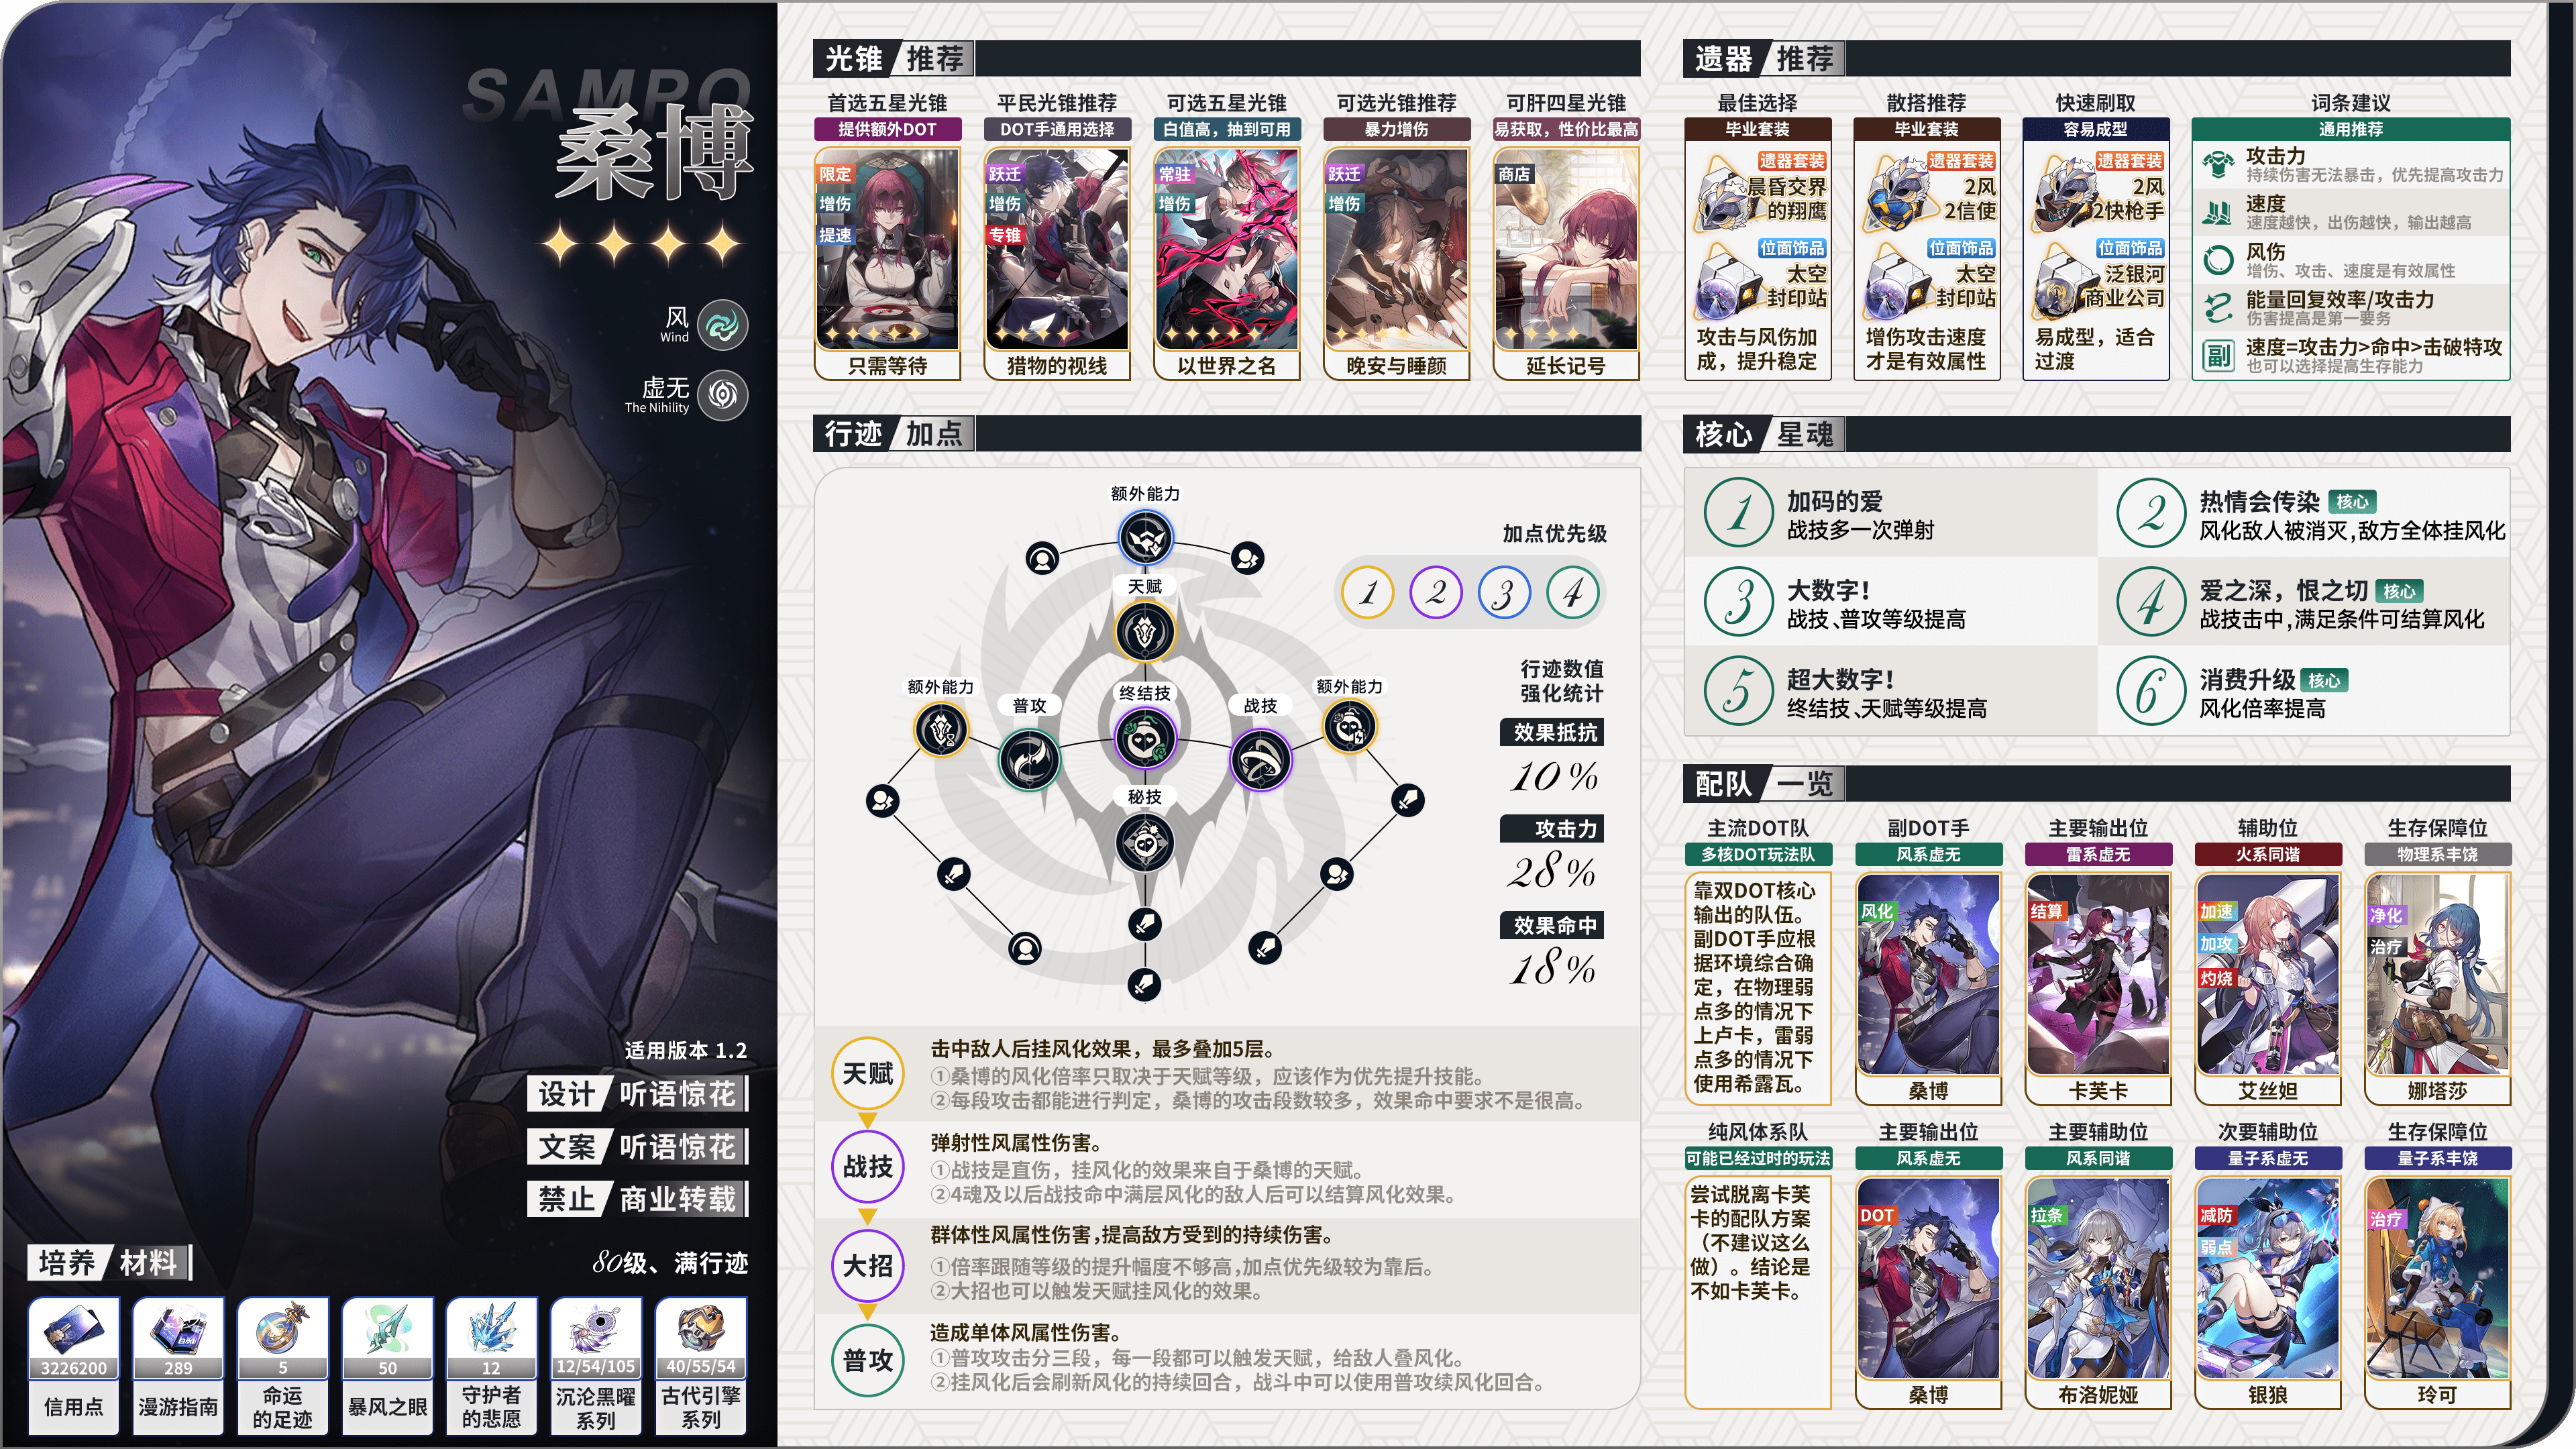 SAMPO
桑博
风
Wind
虚无
The Nihility
适用版本 1.2
设计 听语惊花
文案 听语惊花
禁止 商业转载
培养 材料
80级、满行迹
3226200
信用点
289
漫游指南
5
命运
的足迹
50
暴风之眼
12
守护者
的悲愿
12/54/105
沉沦黑曜
系列
40/55/54
古代引擎
系列
光锥 推荐
首选五星光锥
提供额外DOT
限定
增伤
提速
只需等待
平民光锥推荐
DOT手通用选择
跃迁
增伤
专锥
猎物的视线
可选五星光锥
白值高，抽到可用
常驻
增伤
以世界之名
可选光锥推荐
暴力增伤
跃迁
增伤
晚安与睡颜
可肝四星光锥
易获取，性价比最高
商店
延长记号
行迹 加点
额外能力
天赋
额外能力
普攻
终结技
战技
额外能力
秘技
加点优先级
1 2 3 4
行迹数值
强化统计
效果抵抗
10%
攻击力
28%
效果命中
18%
天赋
击中敌人后挂风化效果，最多叠加5层。
①桑博的风化倍率只取决于天赋等级，应该作为优先提升技能。
②每段攻击都能进行判定，桑博的攻击段数较多，效果命中要求不是很高。
战技
弹射性风属性伤害。
①战技是直伤，挂风化的效果来自于桑博的天赋。
②4魂及以后战技命中满层风化的敌人后可以结算风化效果。
大招
群体性风属性伤害,提高敌方受到的持续伤害。
①倍率跟随等级的提升幅度不够高,加点优先级较为靠后。
②大招也可以触发天赋挂风化的效果。
普攻
造成单体风属性伤害。
①普攻攻击分三段，每一段都可以触发天赋，给敌人叠风化。
②挂风化后会刷新风化的持续回合，战斗中可以使用普攻续风化回合。
遗器 推荐
最佳选择
毕业套装
遗器套装
晨昏交界
的翔鹰
位面饰品
太空
封印站
攻击与风伤加
成，提升稳定
散搭推荐
毕业套装
遗器套装
2风
2信使
位面饰品
太空
封印站
增伤攻击速度
才是有效属性
快速刷取
容易成型
遗器套装
2风
2快枪手
位面饰品
泛银河
商业公司
易成型，适合
过渡
词条建议
通用推荐
攻击力
持续伤害无法暴击，优先提高攻击力
速度
速度越快，出伤越快，输出越高
风伤
增伤、攻击、速度是有效属性
能量回复效率/攻击力
伤害提高是第一要务
副
速度=攻击力>命中>击破特攻
也可以选择提高生存能力
核心 星魂
1
加码的爱
战技多一次弹射
2
热情会传染 核心
风化敌人被消灭,敌方全体挂风化
3
大数字！
战技、普攻等级提高
4
爱之深，恨之切 核心
战技击中,满足条件可结算风化
5
超大数字！
终结技、天赋等级提高
6
消费升级 核心
风化倍率提高
配队 一览
主流DOT队
多核DOT玩法队
靠双DOT核心
输出的队伍。
副DOT手应根
据环境综合确
定，在物理弱
点多的情况下
上卢卡，雷弱
点多的情况下
使用希露瓦。
副DOT手
风系虚无
风化
桑博
主要输出位
雷系虚无
结算
卡芙卡
辅助位
火系同谐
加速
加攻
灼烧
艾丝妲
生存保障位
物理系丰饶
净化
治疗
娜塔莎
纯风体系队
可能已经过时的玩法
尝试脱离卡芙
卡的配队方案
（不建议这么
做）。结论是
不如卡芙卡。
主要输出位
风系虚无
DOT
桑博
主要辅助位
风系同谐
拉条
布洛妮娅
次要辅助位
量子系虚无
减防
弱点
银狼
生存保障位
量子系丰饶
治疗
玲可